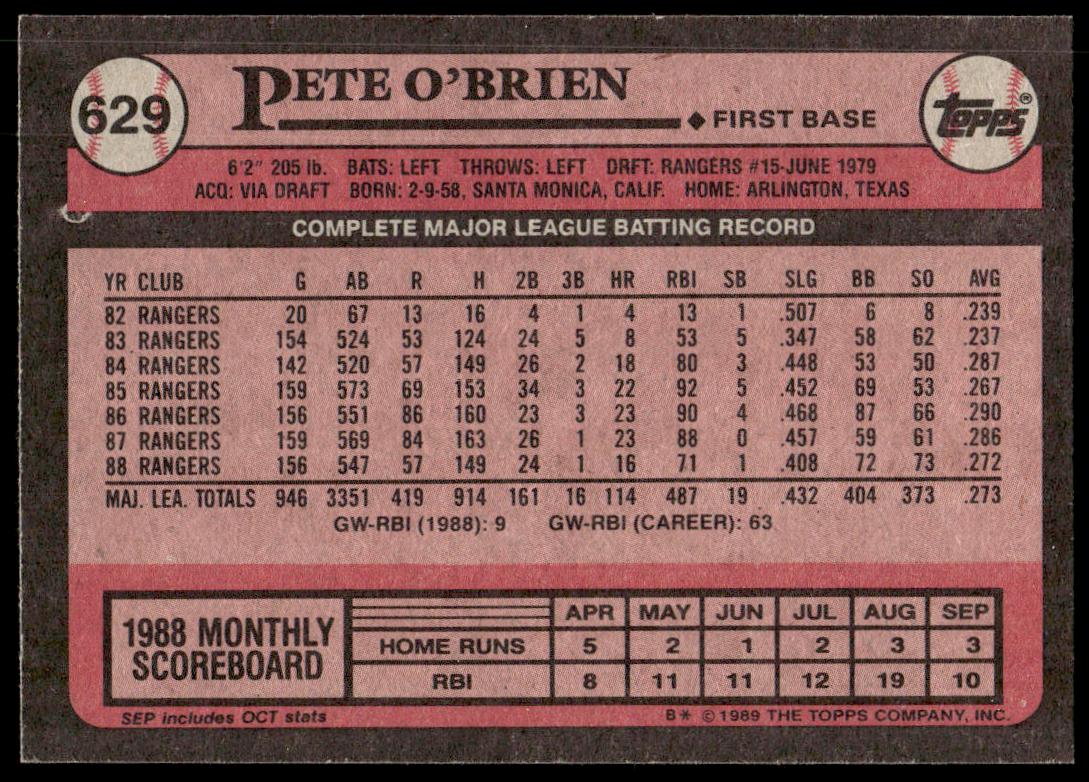 629
PETE O'BRIEN
◆ FIRST BASE
TOPPS®
6'2" 205 lb. BATS: LEFT THROWS: LEFT DRFT: RANGERS #15-JUNE 1979
ACQ: VIA DRAFT BORN: 2-9-58, SANTA MONICA, CALIF. HOME: ARLINGTON, TEXAS
COMPLETE MAJOR LEAGUE BATTING RECORD
YR CLUB G AB R H 2B 3B HR RBI SB SLG BB SO AVG
82 RANGERS 20 67 13 16 4 1 4 13 1 .507 6 8 .239
83 RANGERS 154 524 53 124 24 5 8 53 5 .347 58 62 .237
84 RANGERS 142 520 57 149 26 2 18 80 3 .448 53 50 .287
85 RANGERS 159 573 69 153 34 3 22 92 5 .452 69 53 .267
86 RANGERS 156 551 86 160 23 3 23 90 4 .468 87 66 .290
87 RANGERS 159 569 84 163 26 1 23 88 0 .457 59 61 .286
88 RANGERS 156 547 57 149 24 1 16 71 1 .408 72 73 .272
MAJ. LEA. TOTALS 946 3351 419 914 161 16 114 487 19 .432 404 373 .273
GW-RBI (1988): 9 GW-RBI (CAREER): 63
1988 MONTHLY SCOREBOARD
APR MAY JUN JUL AUG SEP
HOME RUNS 5 2 1 2 3 3
RBI 8 11 11 12 19 10
SEP includes OCT stats
B* ©1989 THE TOPPS COMPANY, INC.